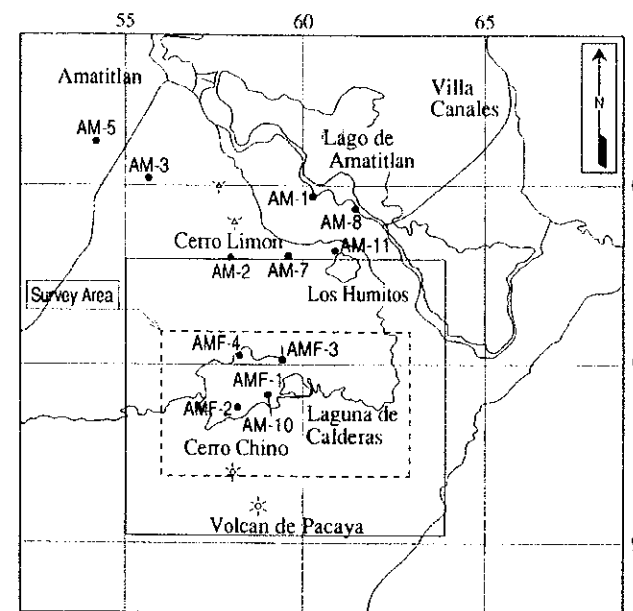 55 60 65
Amatitlan
Villa
Canales
N
AM-5
Lago de
Amatitlan
AM-3
AM-1
AM-8
Cerro Limon
AM-11
AM-2
AM-7
Survey Area
Los Humitos
AMF-4
AMF-3
AMF-1
AMF-2
AM-10
Laguna de
Calderas
Cerro Chino
Volcan de Pacaya